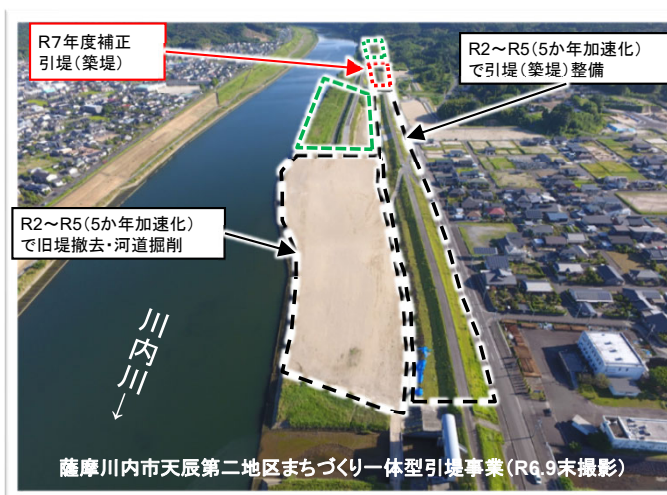 R7年度補正
引堤(築堤)
R2～R5(5か年加速化)
で引堤(築堤)整備
R2～R5(5か年加速化)
で旧堤撤去・河道掘削
川内川→
薩摩川内市天辰第二地区まちづくり一体型引堤事業(R6.9末撮影)